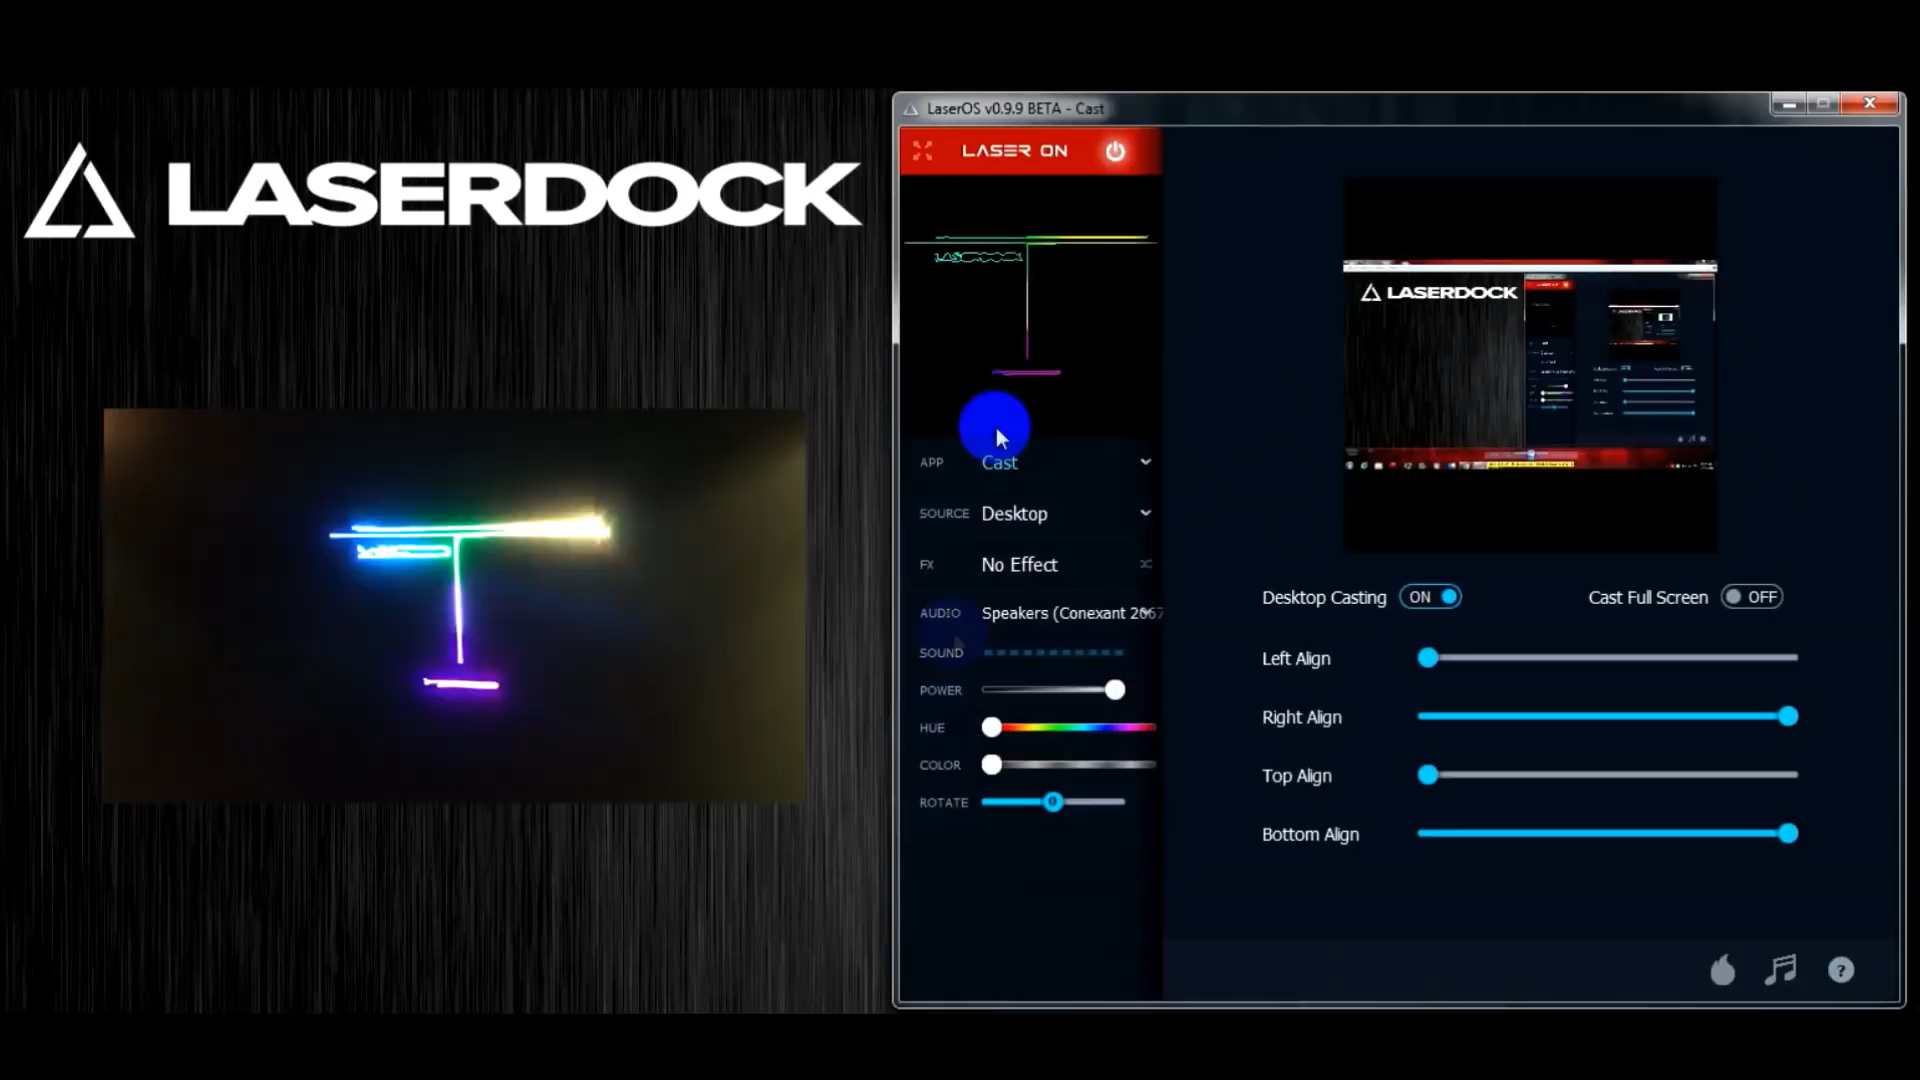 LASERDOCK
LaserOS v0.9.9 BETA - Cast
LASER ON
APP Cast
SOURCE Desktop
FX No Effect
AUDIO Speakers (Conexant
SOUND
POWER
HUE
COLOR
ROTATE 0
LASERDOCK
Desktop Casting ON
Cast Full Screen OFF
Left Align
Right Align
Top Align
Bottom Align
?